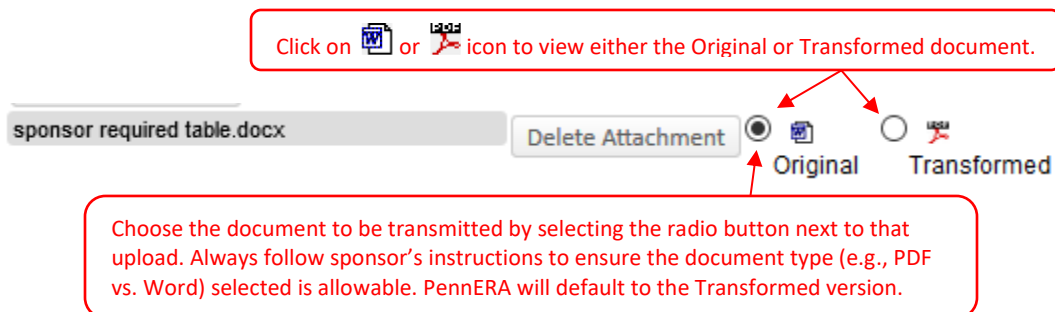 Click on or icon to view either the Original or Transformed document.
sponsor required table.docx Delete Attachment
Original Transformed
Choose the document to be transmitted by selecting the radio button next to that
upload. Always follow sponsor's instructions to ensure the document type (e.g., PDF
vs. Word) selected is allowable. PennERA will default to the Transformed version.